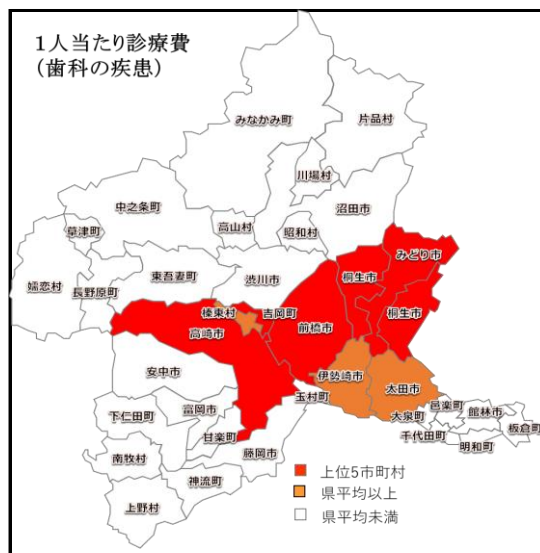 1人当たり診療費
(歯科の疾患)
みなかみ町
片品村
川場村
中之条町
沼田市
草津町
高山村
昭和村
みどり市
嬬恋村
東吾妻町
渋川市
桐生市
長野原町
榛東村
吉岡町
桐生市
高崎市
前橋市
安中市
伊勢崎市
太田市
玉村町
邑楽町
下仁田町
富岡市
大泉町
館林市
板倉町
甘楽町
千代田町
明和町
南牧村
藤岡市
神流町
上野村
上位5市町村
県平均以上
県平均未満